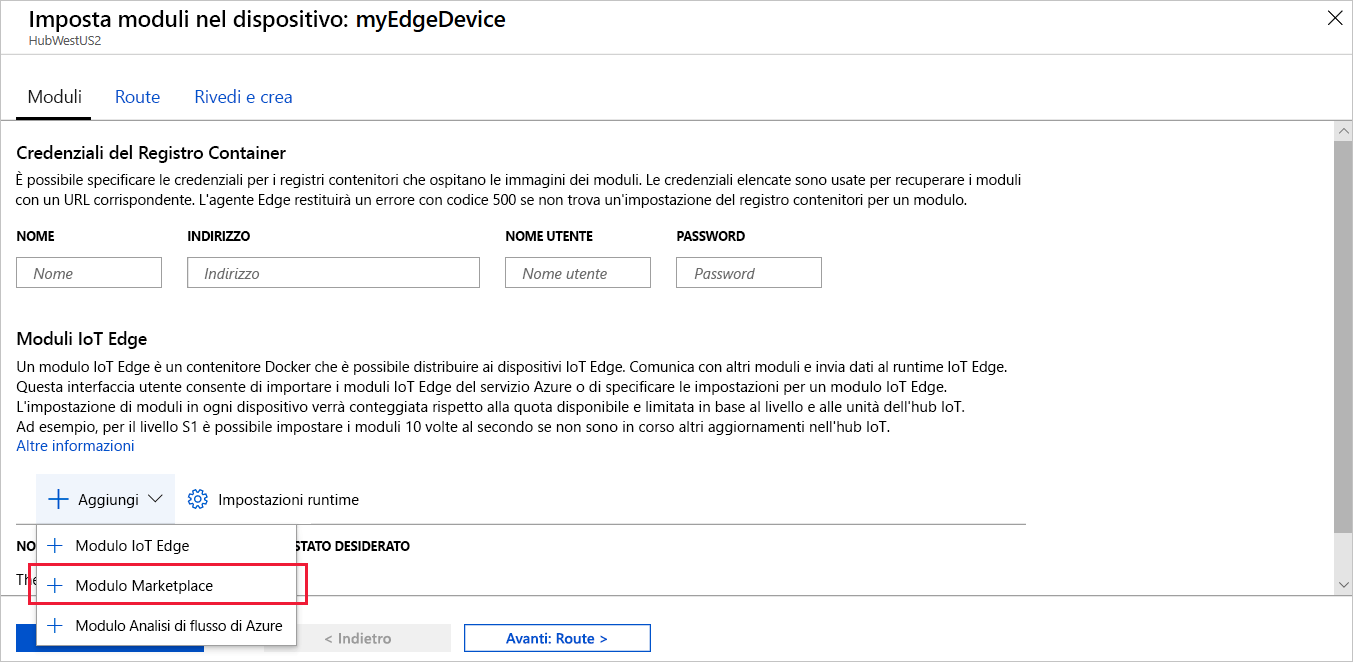 Imposta moduli nel dispositivo: myEdgeDevice
HubWestUS2
Moduli Route Rivedi e crea
Credenziali del Registro Container
È possibile specificare le credenziali per i registri contenitori che ospitano le immagini dei moduli. Le credenziali elencate sono usate per recuperare i moduli
con un URL corrispondente. L'agente Edge restituirà un errore con codice 500 se non trova un'impostazione del registro contenitori per un modulo.
NOME INDIRIZZO NOME UTENTE PASSWORD
Nome Indirizzo Nome utente Password
Moduli IoT Edge
Un modulo IoT Edge è un contenitore Docker che è possibile distribuire ai dispositivi IoT Edge. Comunica con altri moduli e invia dati al runtime IoT Edge.
Questa interfaccia utente consente di importare i moduli IoT Edge del servizio Azure o di specificare le impostazioni per un modulo IoT Edge.
L'impostazione di moduli in ogni dispositivo verrà conteggiata rispetto alla quota disponibile e limitata in base al livello e alle unità dell'hub IoT.
Ad esempio, per il livello S1 è possibile impostare i moduli 10 volte al secondo se non sono in corso altri aggiornamenti nell'hub IoT.
Altre informazioni
Aggiungi Impostazioni runtime
Modulo IoT Edge STATO DESIDERATO
Modulo Marketplace
Modulo Analisi di flusso di Azure
< Indietro Avanti: Route >